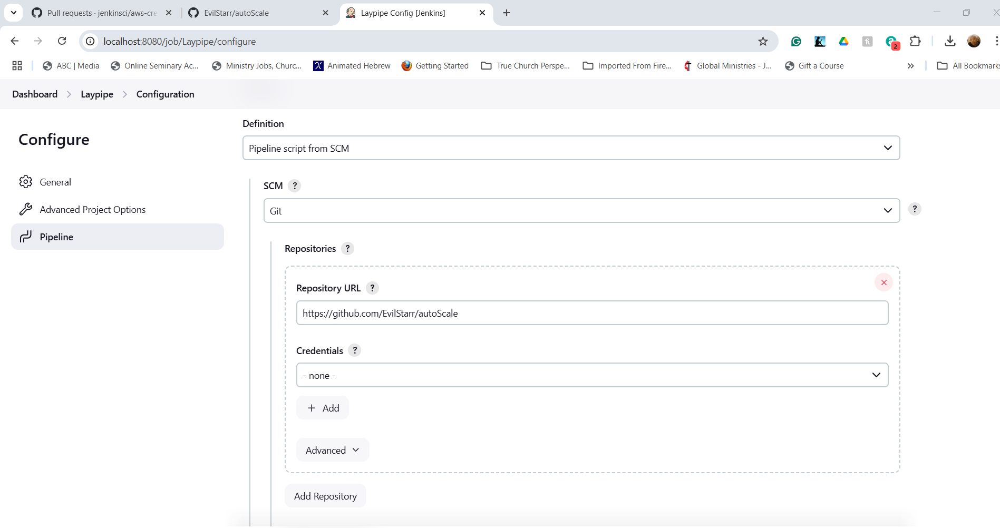 Pull requests · jenkinsci/aws-cre
EvilStarr/autoScale
Laypipe Config [Jenkins]
localhost:8080/job/Laypipe/configure
2
ABC | Media
Online Seminary Ac...
Ministry Jobs, Churc...
Animated Hebrew
Getting Started
True Church Perspe...
Imported From Fire...
Global Ministries - J...
Gift a Course
All Bookmarks
Dashboard
Laypipe
Configuration
Configure
General
Advanced Project Options
Pipeline
Definition
Pipeline script from SCM
SCM ?
Git
?
Repositories ?
Repository URL ?
https://github.com/EvilStarr/autoScale
Credentials ?
- none -
+ Add
Advanced
Add Repository